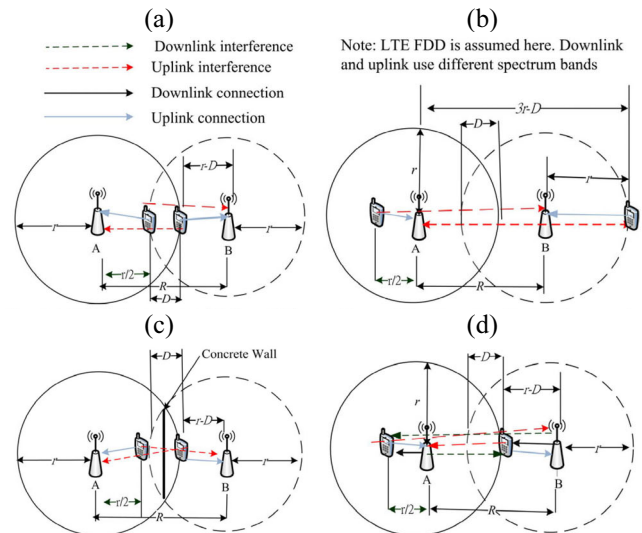 (a)
Downlink interference
Uplink interference
Downlink connection
Uplink connection
r-D
r
A
B
r
r/2
R
D
(b)
Note: LTE FDD is assumed here. Downlink
and uplink use different spectrum bands
3r-D
D
r
r
A
B
r/2
R
(c)
Concrete Wall
D
r-D
r
A
B
r
r/2
R
(d)
D
r
r-D
A
B
r
r/2
R